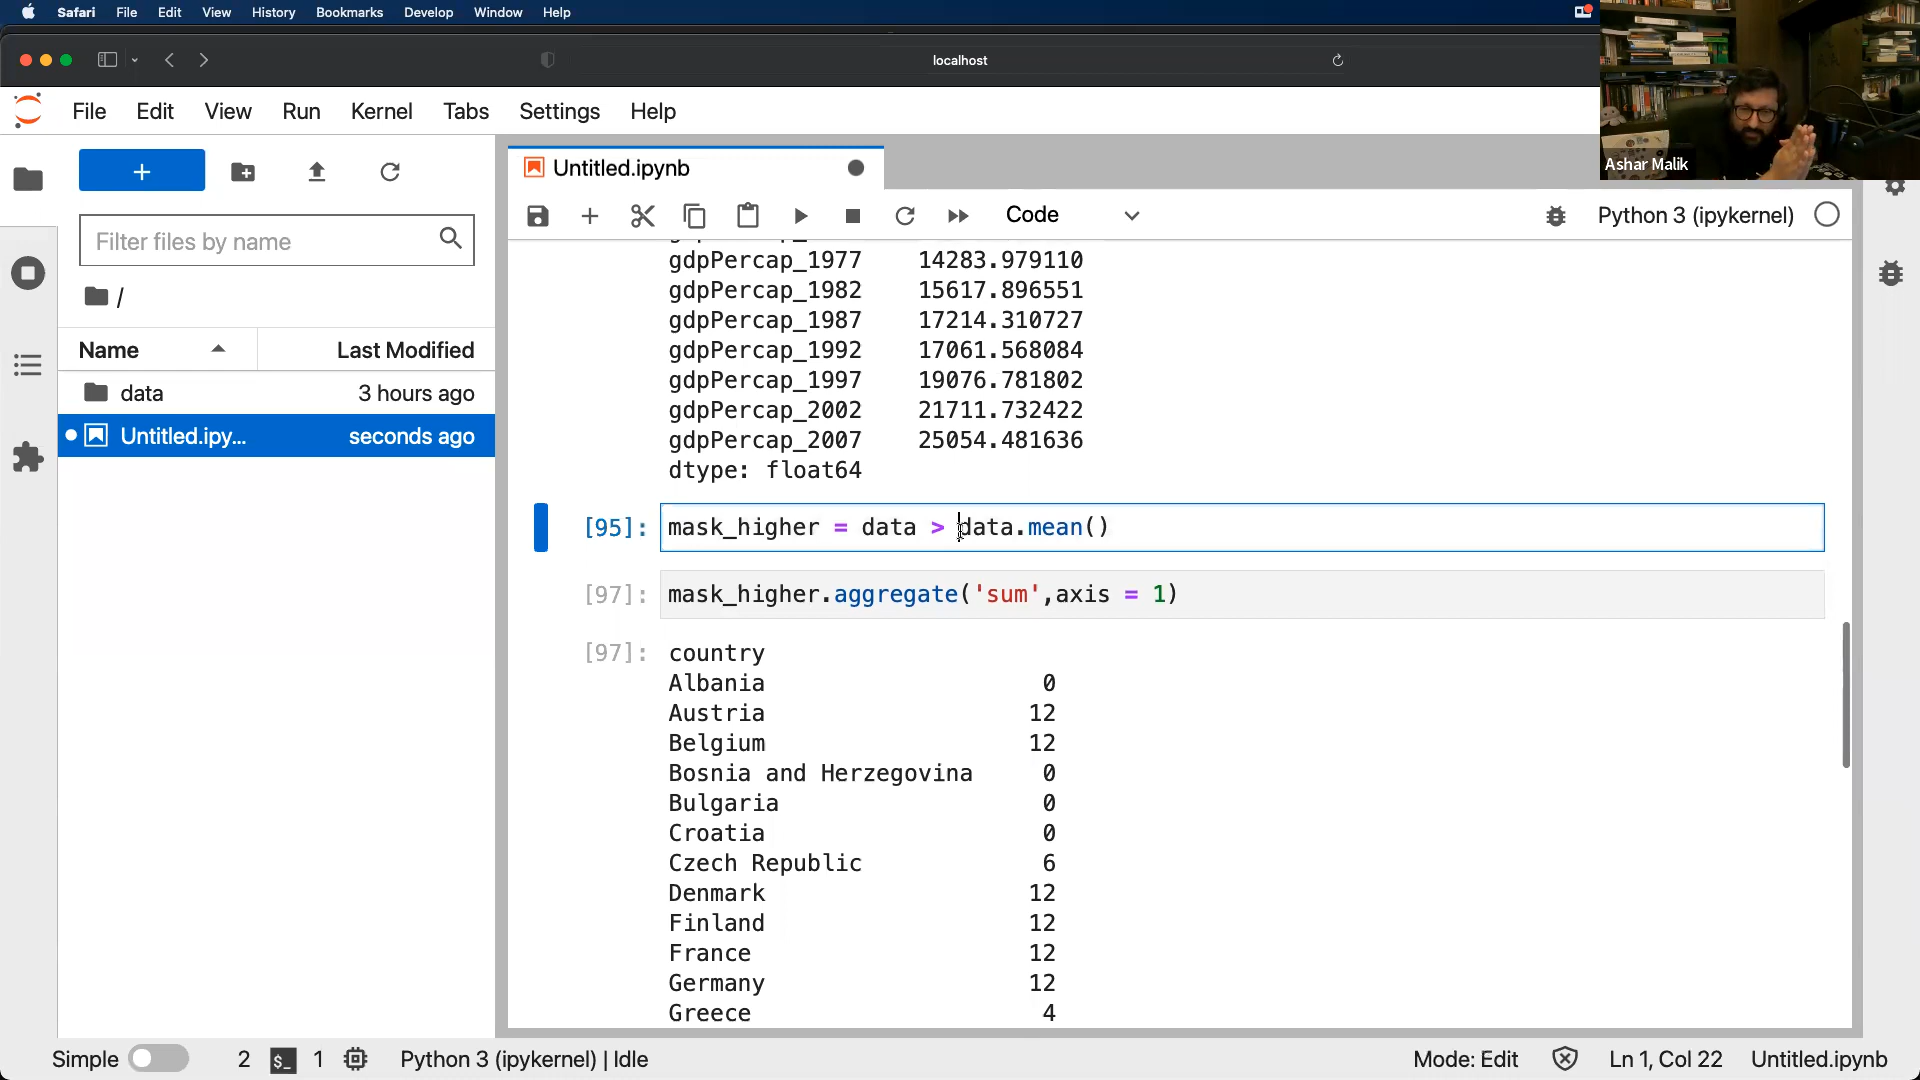 Safari File Edit View History Bookmarks Develop Window Help
localhost
Ashar Malik
File Edit View Run Kernel Tabs Settings Help
+
Filter files by name
/
Name Last Modified
data 3 hours ago
Untitled.ipy... seconds ago
Untitled.ipynb
Code
Python 3 (ipykernel)
gdpPercap_1977 14283.979110
gdpPercap_1982 15617.896551
gdpPercap_1987 17214.310727
gdpPercap_1992 17061.568084
gdpPercap_1997 19076.781802
gdpPercap_2002 21711.732422
gdpPercap_2007 25054.481636
dtype: float64
[95]: mask_higher = data > data.mean()
[97]: mask_higher.aggregate('sum',axis = 1)
[97]: country
Albania 0
Austria 12
Belgium 12
Bosnia and Herzegovina 0
Bulgaria 0
Croatia 0
Czech Republic 6
Denmark 12
Finland 12
France 12
Germany 12
Greece 4
Simple 2 $_ 1 Python 3 (ipykernel) | Idle Mode: Edit Ln 1, Col 22 Untitled.ipynb